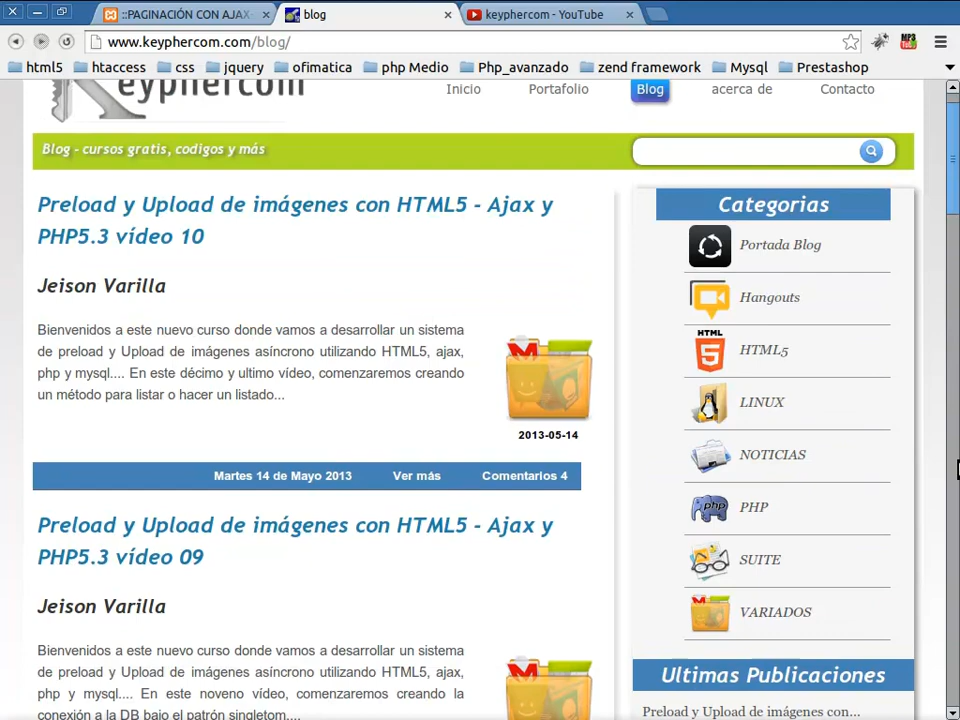 ::PAGINACIÓN CON AJAX
blog
keyphercom - YouTube
www.keyphercom.com/blog/
html5
htaccess
css
jquery
ofimatica
php Medio
Php_avanzado
zend framework
Mysql
Prestashop
eyphercom
Inicio
Portafolio
Blog
acerca de
Contacto
Blog - cursos gratis, codigos y más
Preload y Upload de imágenes con HTML5 - Ajax y
PHP5.3 vídeo 10
Jeison Varilla
Bienvenidos a este nuevo curso donde vamos a desarrollar un sistema
de preload y Upload de imágenes asíncrono utilizando HTML5, ajax,
php y mysql.... En este décimo y ultimo vídeo, comenzaremos creando
un método para listar o hacer un listado...
2013-05-14
Martes 14 de Mayo 2013
Ver más
Comentarios 4
Preload y Upload de imágenes con HTML5 - Ajax y
PHP5.3 vídeo 09
Jeison Varilla
Bienvenidos a este nuevo curso donde vamos a desarrollar un sistema
de preload y Upload de imágenes asíncrono utilizando HTML5, ajax,
php y mysql.... En este noveno vídeo, comenzaremos creando la
conexión a la DB bajo el patrón singletom....
Categorias
Portada Blog
Hangouts
HTML
5
HTML5
LINUX
NOTICIAS
php
PHP
SUITE
VARIADOS
Ultimas Publicaciones
Preload y Upload de imágenes con...